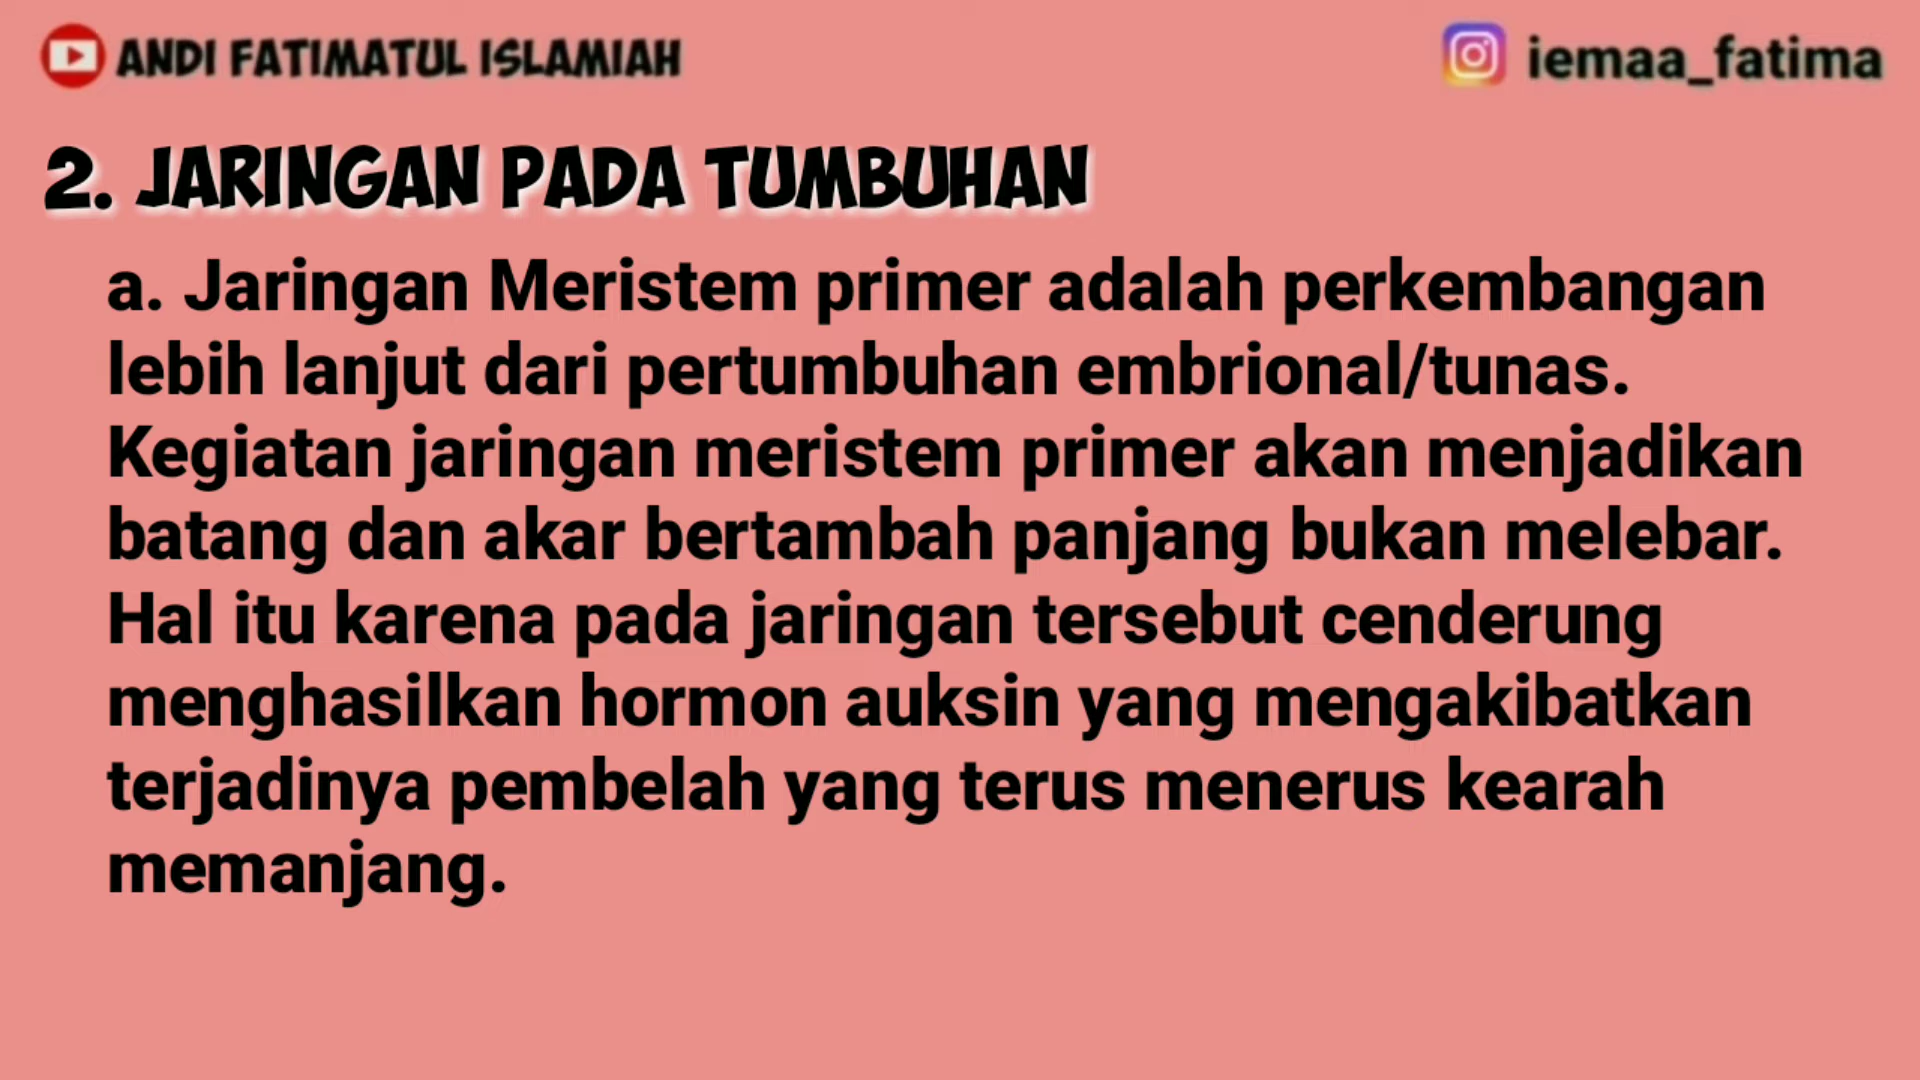 ANDI FATIMATUL ISLAMIAH
iemaa_fatima
2. JARINGAN PADA TUMBUHAN
a. Jaringan Meristem primer adalah perkembangan
lebih lanjut dari pertumbuhan embrional/tunas.
Kegiatan jaringan meristem primer akan menjadikan
batang dan akar bertambah panjang bukan melebar.
Hal itu karena pada jaringan tersebut cenderung
menghasilkan hormon auksin yang mengakibatkan
terjadinya pembelah yang terus menerus kearah
memanjang.